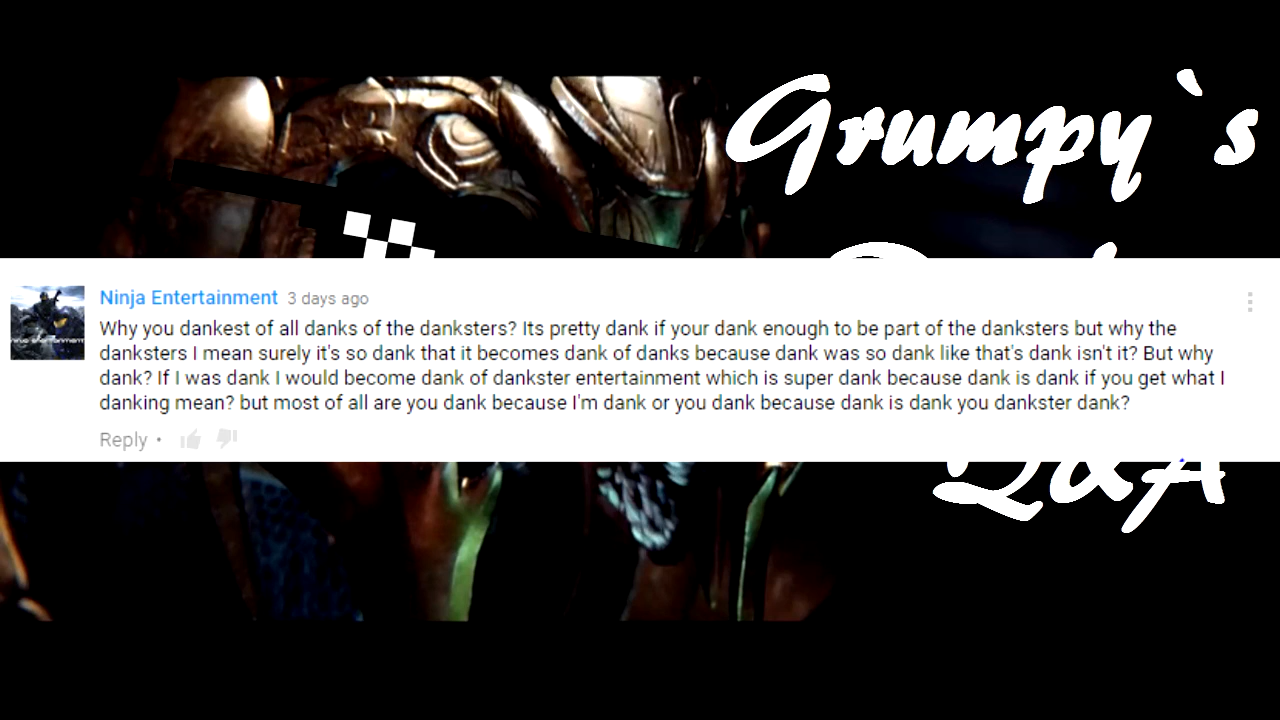 Grumpy`s
Ninja Entertainment 3 days ago
Why you dankest of all danks of the danksters? Its pretty dank if your dank enough to be part of the danksters but why the
danksters I mean surely it's so dank that it becomes dank of danks because dank was so dank like that's dank isn't it? But why
dank? If I was dank I would become dank of dankster entertainment which is super dank because dank is dank if you get what I
danking mean? but most of all are you dank because I'm dank or you dank because dank is dank you dankster dank?
Reply •
Q&A